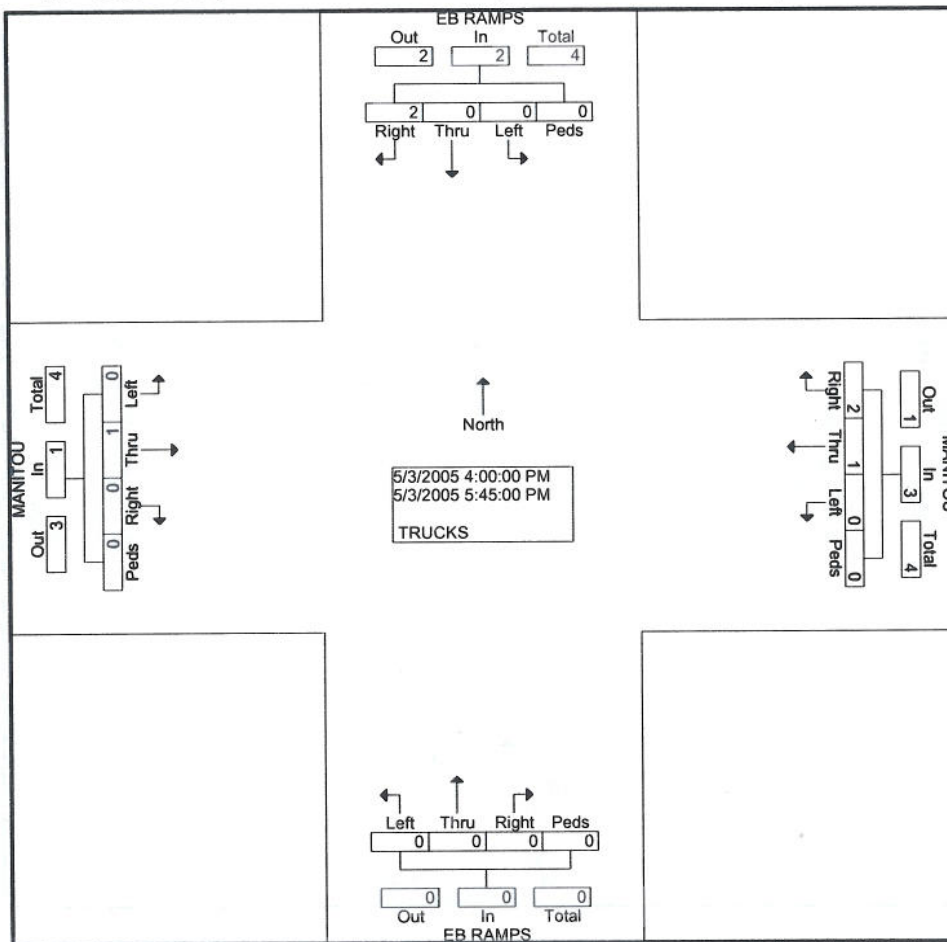 EB RAMPS
Out In Total
2 2 4
2 0 0 0
Right Thru Left Peds
MANITOU
Total In Out
4 1 3
0 1 0 0
Left Thru Right Peds
North
5/3/2005 4:00:00 PM
5/3/2005 5:45:00 PM
TRUCKS
Right Thru Left Peds
2 1 0 0
Out In Total
1 3 4
MANITOU
Left Thru Right Peds
0 0 0 0
0 0 0
Out In Total
EB RAMPS